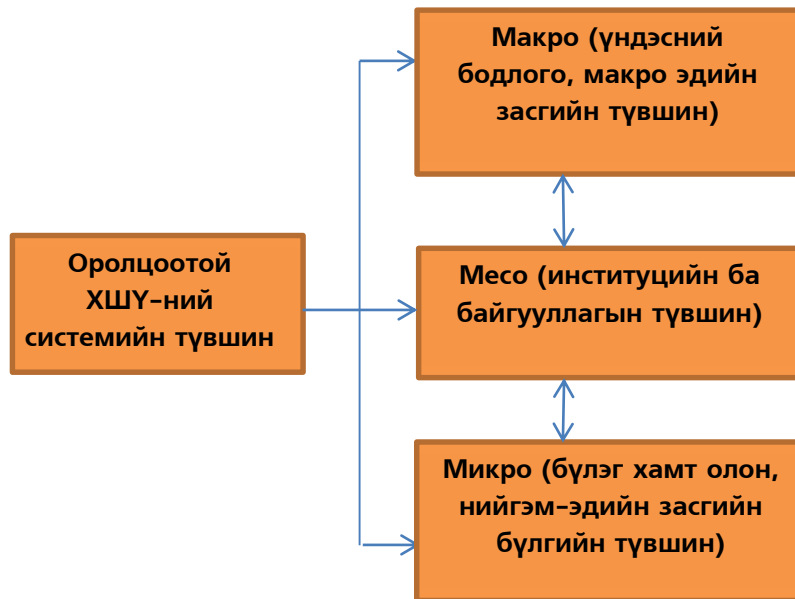 Макро (үндэсний
бодлого, макро эдийн
засгийн түвшин)
Оролцоотой
ХШҮ-ний
системийн түвшин
Месо (институцийн ба
байгууллагын түвшин)
Микро (бүлэг хамт олон,
нийгэм-эдийн засгийн
бүлгийн түвшин)